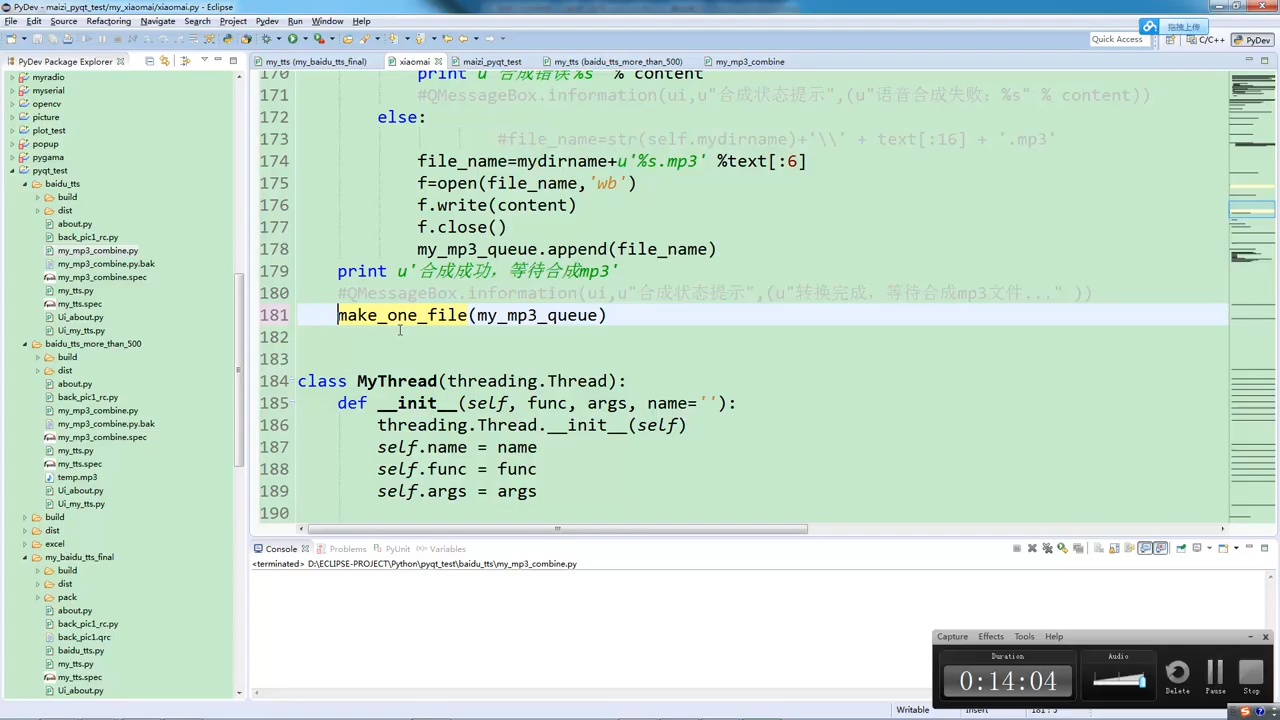 PyDev - maizi_pyqt_test/my_xiaomai/xiaomai.py - Eclipse
File Edit Source Refactoring Navigate Search Project Pydev Run Window Help
拖拽上传
Quick Access
C/C++
PyDev
PyDev Package Explorer
my_tts (my_baidu_tts_final)
xiaomai
maizi_pyqt_test
my_tts (baidu_tts_more_than_500)
my_mp3_combine
myradio
myserial
opencv
picture
plot_test
popup
pygama
pyqt_test
baidu_tts
build
dist
about.py
back_pic1_rc.py
my_mp3_combine.py
my_mp3_combine.py.bak
my_mp3_combine.spec
my_tts.py
my_tts.spec
Ui_about.py
Ui_my_tts.py
baidu_tts_more_than_500
build
dist
about.py
back_pic1_rc.py
my_mp3_combine.py
my_mp3_combine.py.bak
my_mp3_combine.spec
my_tts.py
my_tts.spec
temp.mp3
Ui_about.py
Ui_my_tts.py
build
dist
excel
my_baidu_tts_final
build
dist
pack
about.py
back_pic1_rc.py
back_pic1.qrc
baidu_tts.py
my_tts.py
my_tts.spec
Ui_about.py
170 print u'合成错误%s' % content
171 #QMessageBox.information(ui,u"合成状态提示",(u"语音合成失败: %s" % content))
172 else:
173 #file_name=str(self.mydirname)+'\\' + text[:16] + '.mp3'
174 file_name=mydirname+u'%s.mp3' %text[:6]
175 f=open(file_name,'wb')
176 f.write(content)
177 f.close()
178 my_mp3_queue.append(file_name)
179 print u'合成成功，等待合成mp3'
180 #QMessageBox.information(ui,u"合成状态提示",(u"转换完成，等待合成mp3文件..." ))
181 make_one_file(my_mp3_queue)
182
183
184 class MyThread(threading.Thread):
185 def __init__(self, func, args, name=''):
186 threading.Thread.__init__(self)
187 self.name = name
188 self.func = func
189 self.args = args
190
Console Problems PyUnit Variables
<terminated> D:\ECLIPSE-PROJECT\Python\pyqt_test\baidu_tts\my_mp3_combine.py
Capture Effects Tools Help
Duration
0:14:04
Audio
Delete
Pause
Stop
Writable
Insert